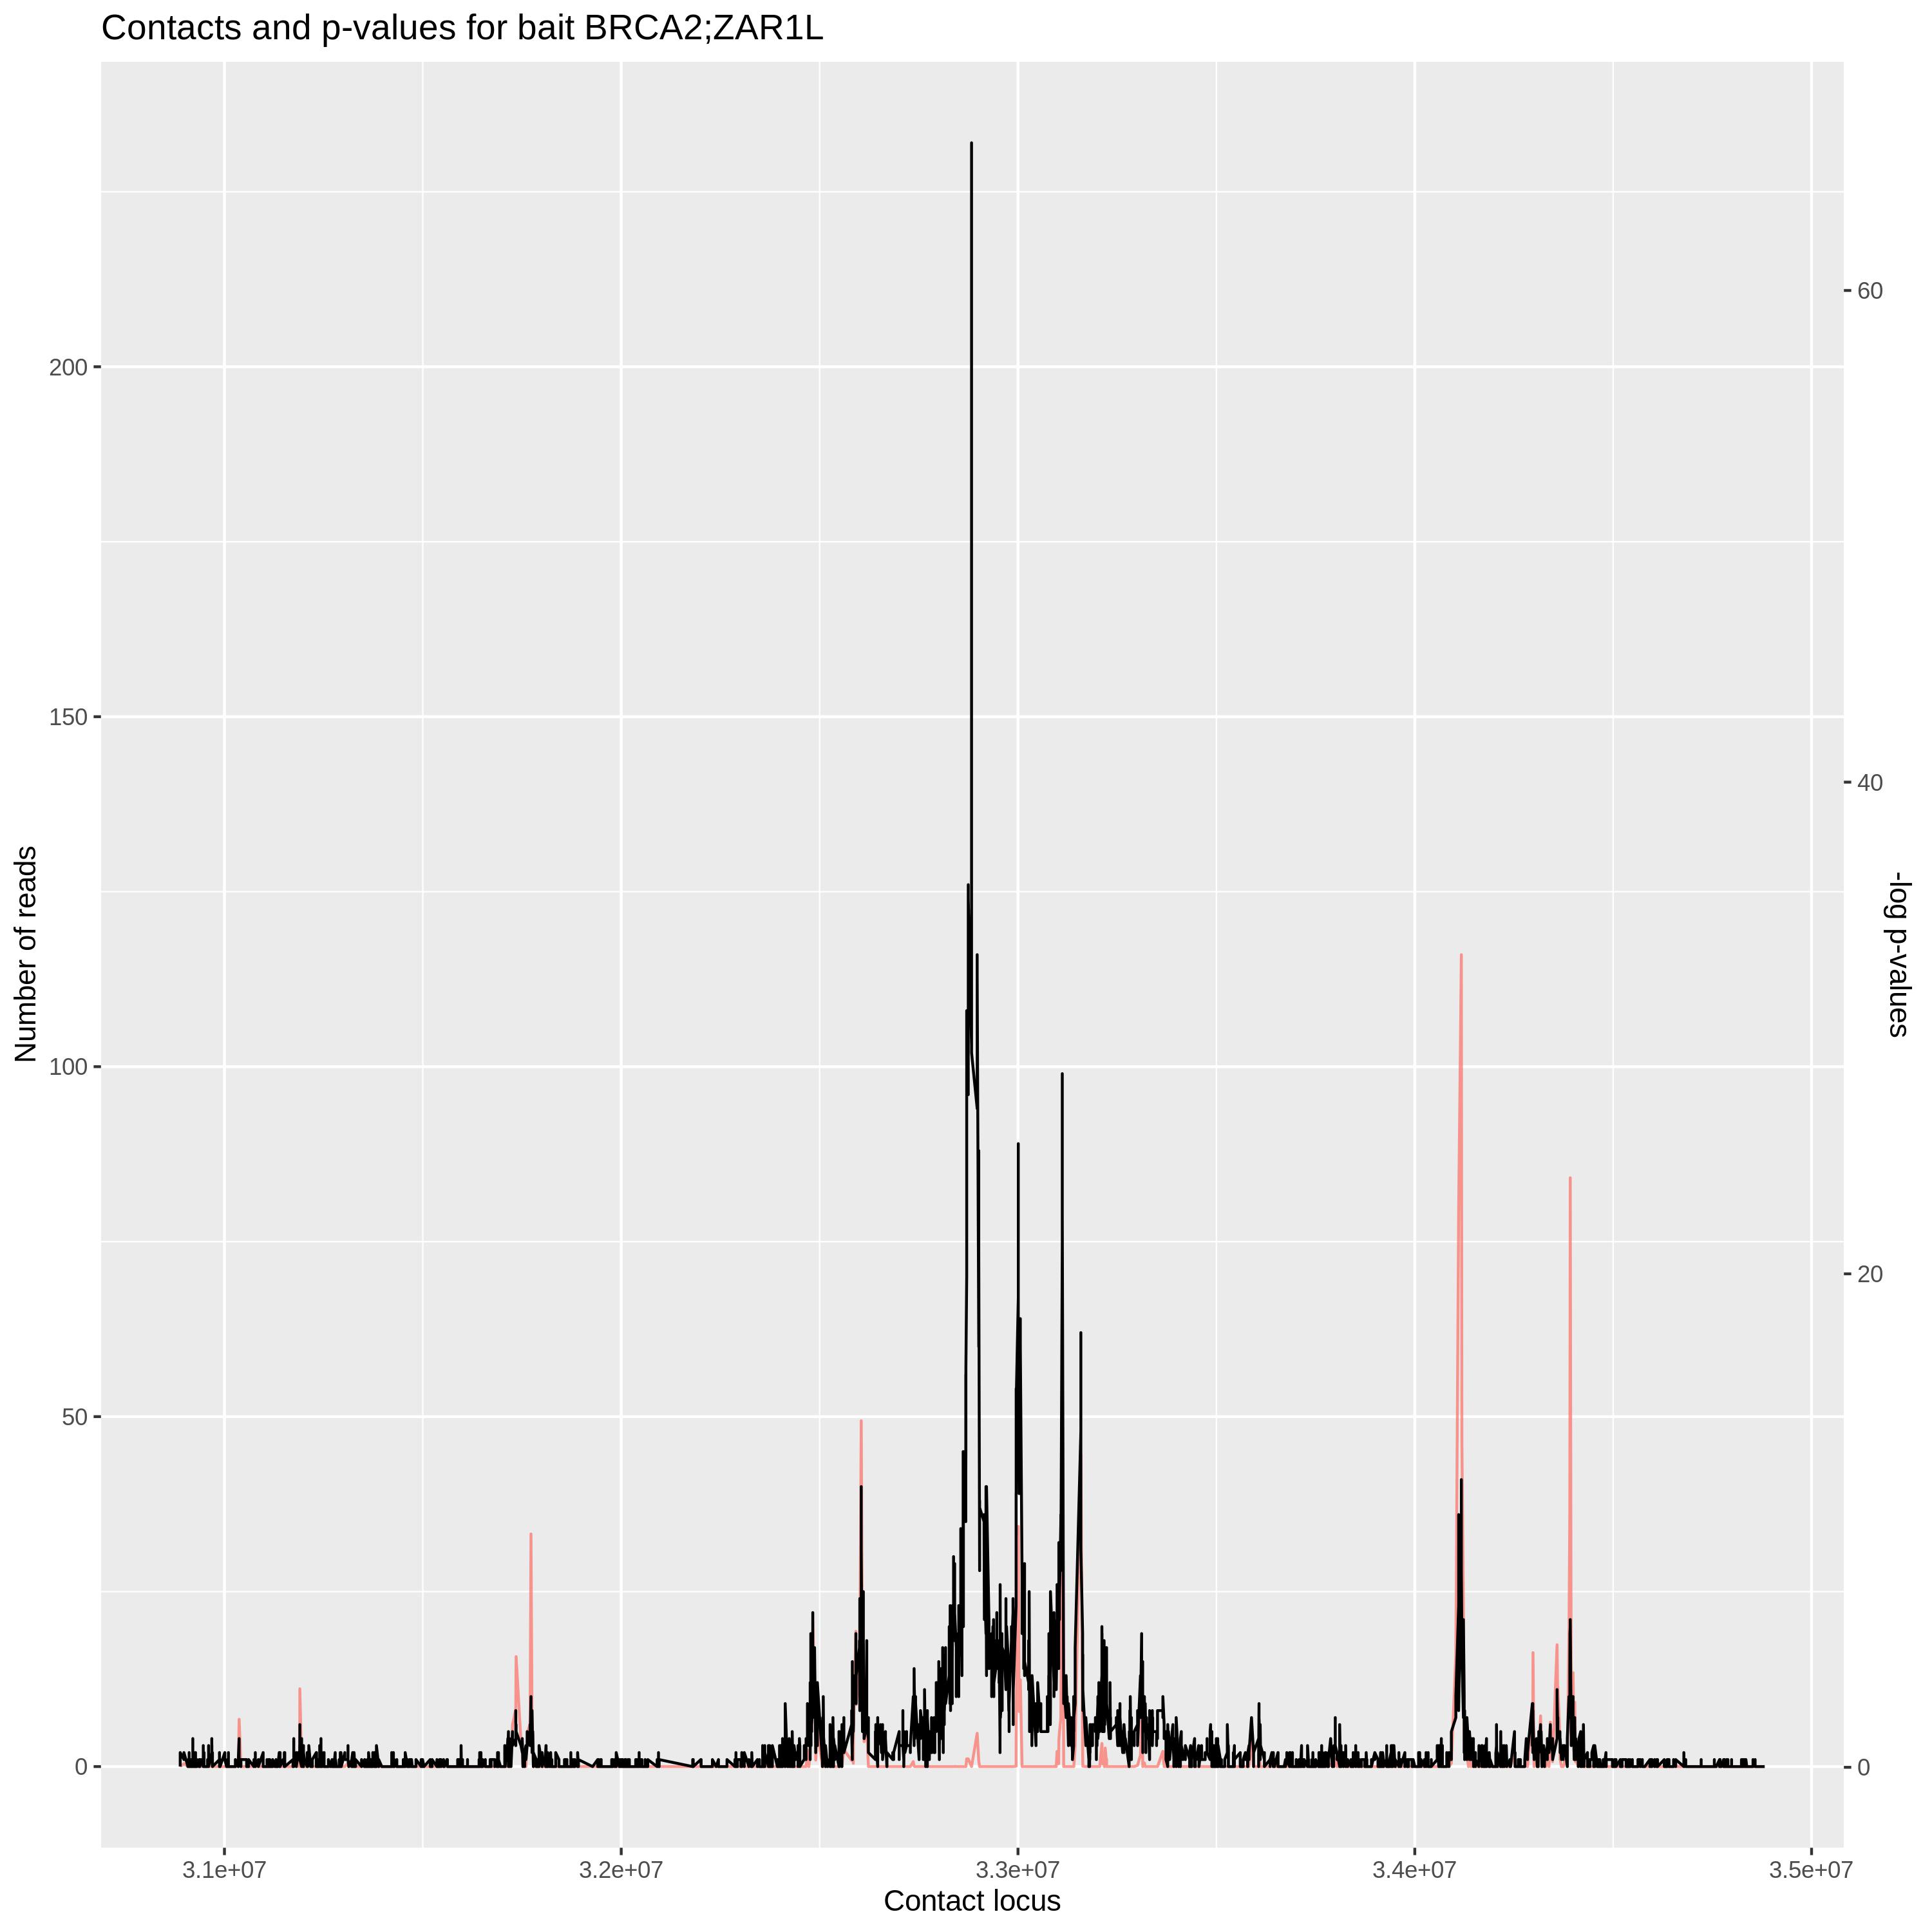 Contacts and p-values for bait BRCA2;ZAR1L
Number of reads
200
150
100
50
0
60
40
20
0
-log p-values
3.1e+07 3.2e+07 3.3e+07 3.4e+07 3.5e+07
Contact locus